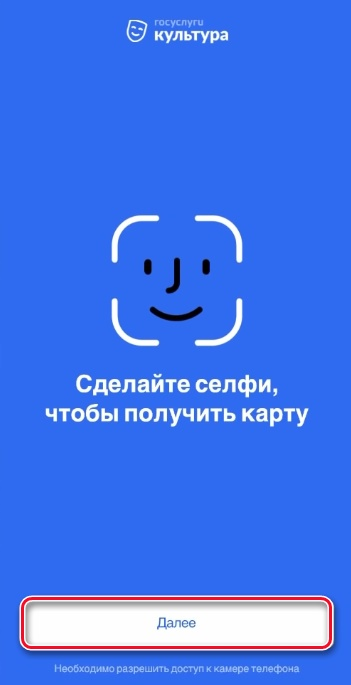 госуслуги
культура
Сделайте селфи,
чтобы получить карту
Далее
Необходимо разрешить доступ к камере телефона